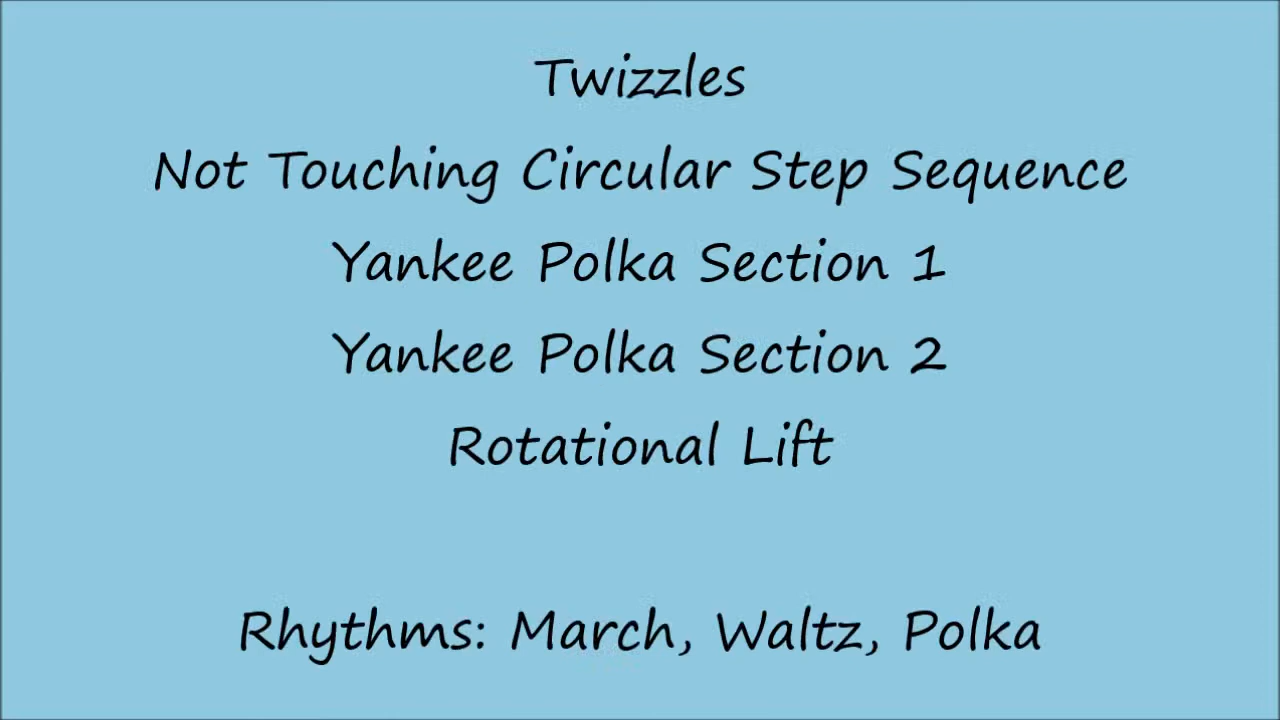 Twizzles
Not Touching Circular Step Sequence
Yankee Polka Section 1
Yankee Polka Section 2
Rotational Lift
Rhythms: March, Waltz, Polka